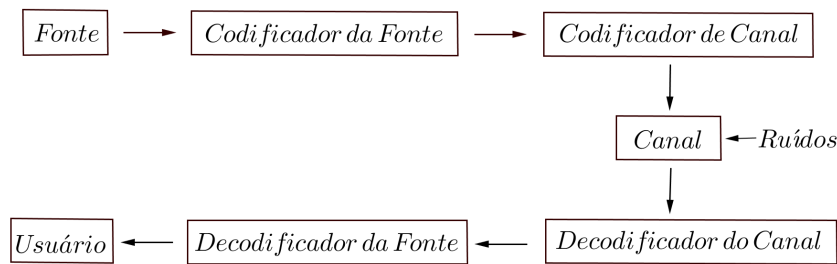 Fonte
Codificador da Fonte
Codificador de Canal
Canal
Ruídos
Decodificador do Canal
Decodificador da Fonte
Usuário